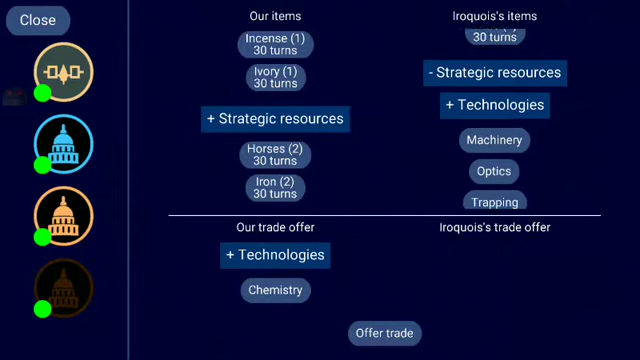 Close
Our items
Iroquois's items
Incense (1)
30 turns
30 turns
Ivory (1)
30 turns
- Strategic resources
+ Strategic resources
+ Technologies
Horses (2)
30 turns
Machinery
Iron (2)
30 turns
Optics
Trapping
Our trade offer
Iroquois's trade offer
+ Technologies
Chemistry
Offer trade